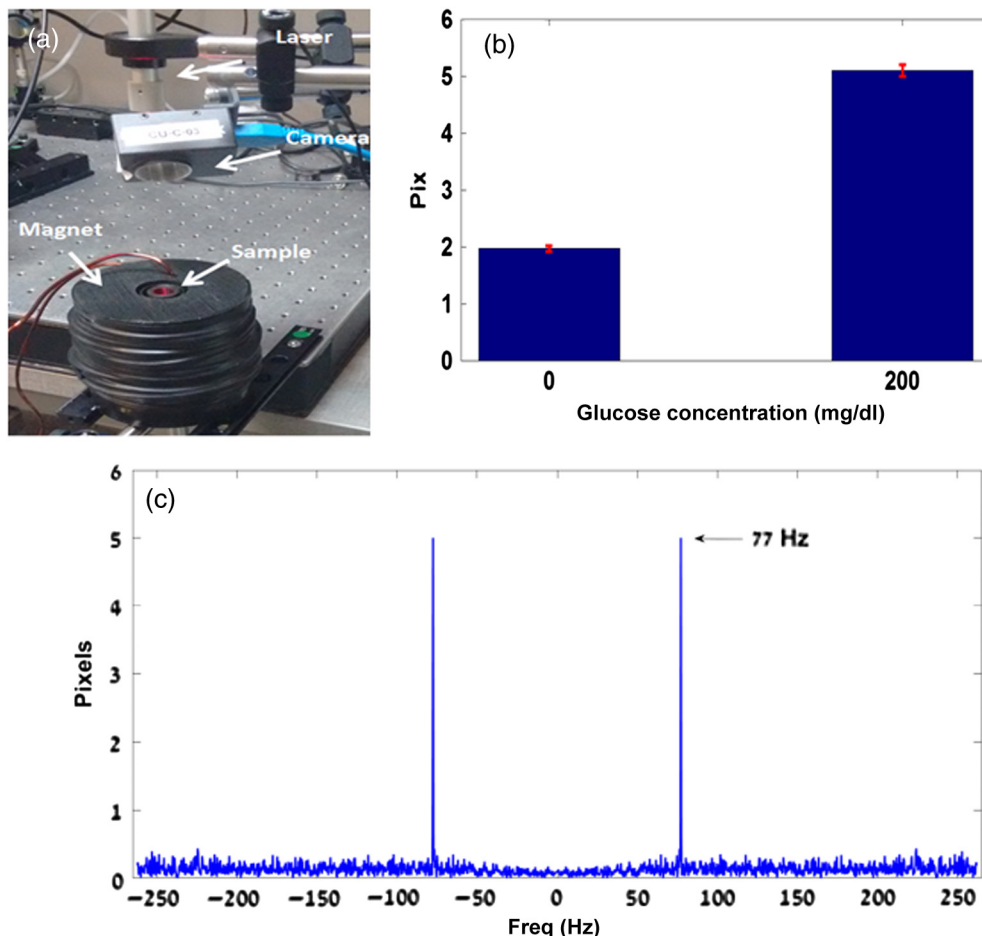 (a)
Laser
CU-C-03
Camera
Magnet
Sample
(b)
6
5
4
3
2
1
0
Pix
0 200
Glucose concentration (mg/dl)
(c)
6
5
4
3
2
1
0
Pixels
77 Hz
−250 −200 −150 −100 −50 0 50 100 150 200 250
Freq (Hz)